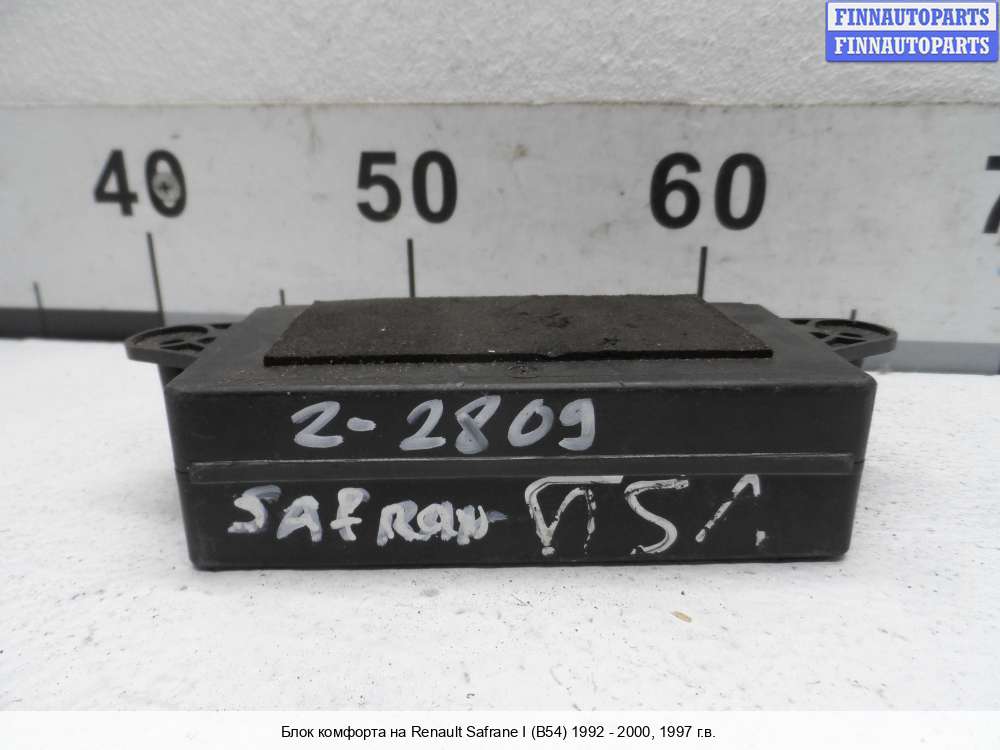 FINNAUTOPARTS
FINNAUTOPARTS
40 50 60
2-2809
SAFRAN
Блок комфорта на Renault Safrane I (B54) 1992 - 2000, 1997 г.в.